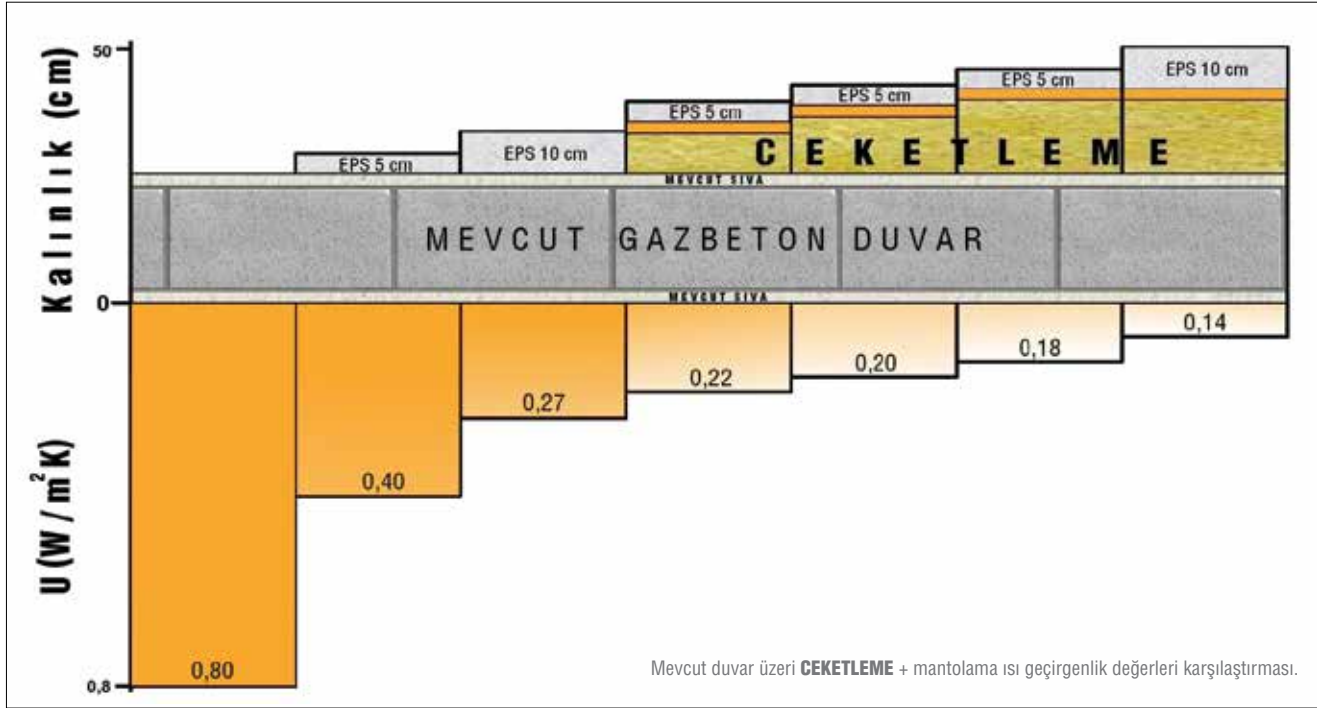 Kalınlık (cm)
50
0
EPS 5 cm
EPS 10 cm
EPS 5 cm
EPS 5 cm
EPS 5 cm
EPS 10 cm
CEKETLEME
MEVCUT SIVA
MEVCUT GAZBETON DUVAR
MEVCUT SIVA
U (W/m²K)
0,8
0,80
0,40
0,27
0,22
0,20
0,18
0,14
Mevcut duvar üzeri CEKETLEME + mantolama ısı geçirgenlik değerleri karşılaştırması.